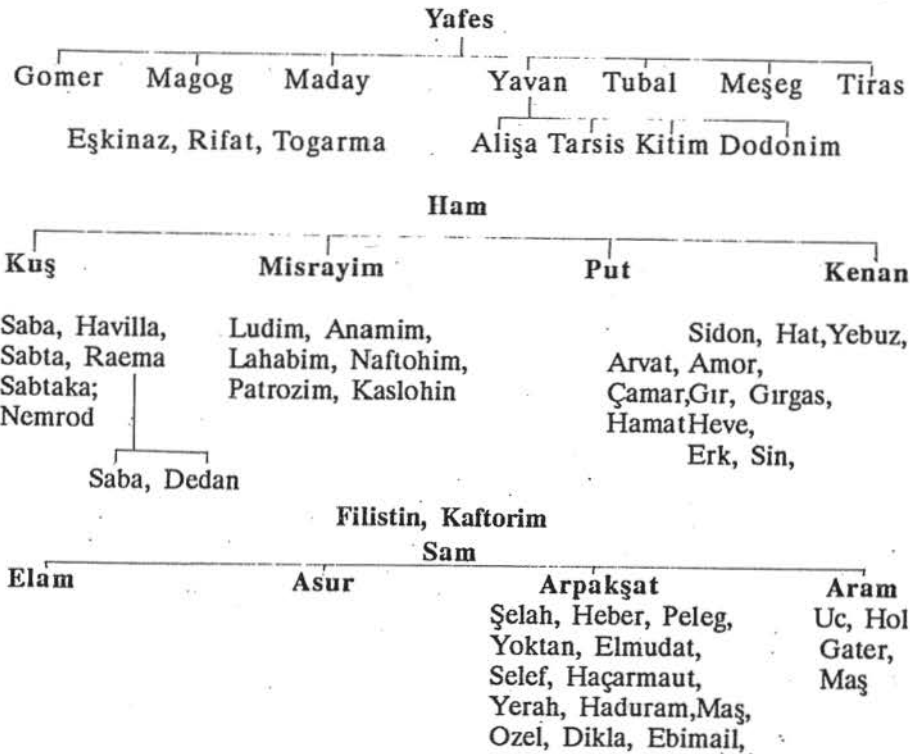 Yafes
Gomer Magog Maday Yavan Tubal Meşeg Tiras
Eşkinaz, Rifat, Togarma Alişa Tarsis Kitim Dodonim
Ham
Kuş Misrayim Put Kenan
Saba, Havilla, Ludim, Anamim, Sidon, Hat,Yebuz,
Sabta, Raema Lahabim, Naftohim, Arvat, Amor,
Sabtaka; Patrozim, Kaslohin Çamar,Gır, Gırgas,
Nemrod HamatHeve,
Erk, Sin,
Saba, Dedan
Filistin, Kaftorim
Sam
Elam Asur Arpakşat Aram
Şelah, Heber, Peleg, Uc, Hol
Yoktan, Elmudat, Gater,
Selef, Haçarmaut, Maş
Yerah, Haduram,Maş,
Ozel, Dikla, Ebimail,